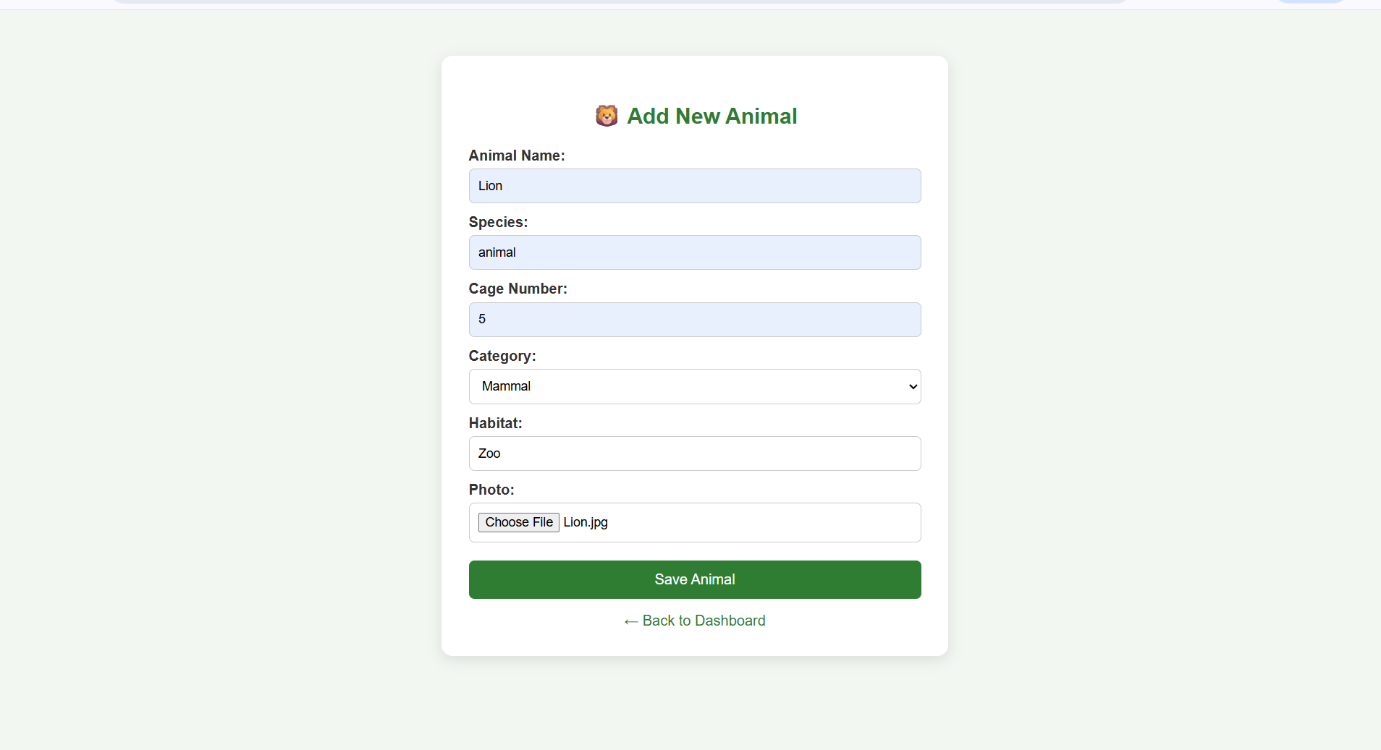 🦁 Add New Animal
Animal Name:
Lion
Species:
animal
Cage Number:
5
Category:
Mammal
Habitat:
Zoo
Photo:
Choose File Lion.jpg
Save Animal
← Back to Dashboard